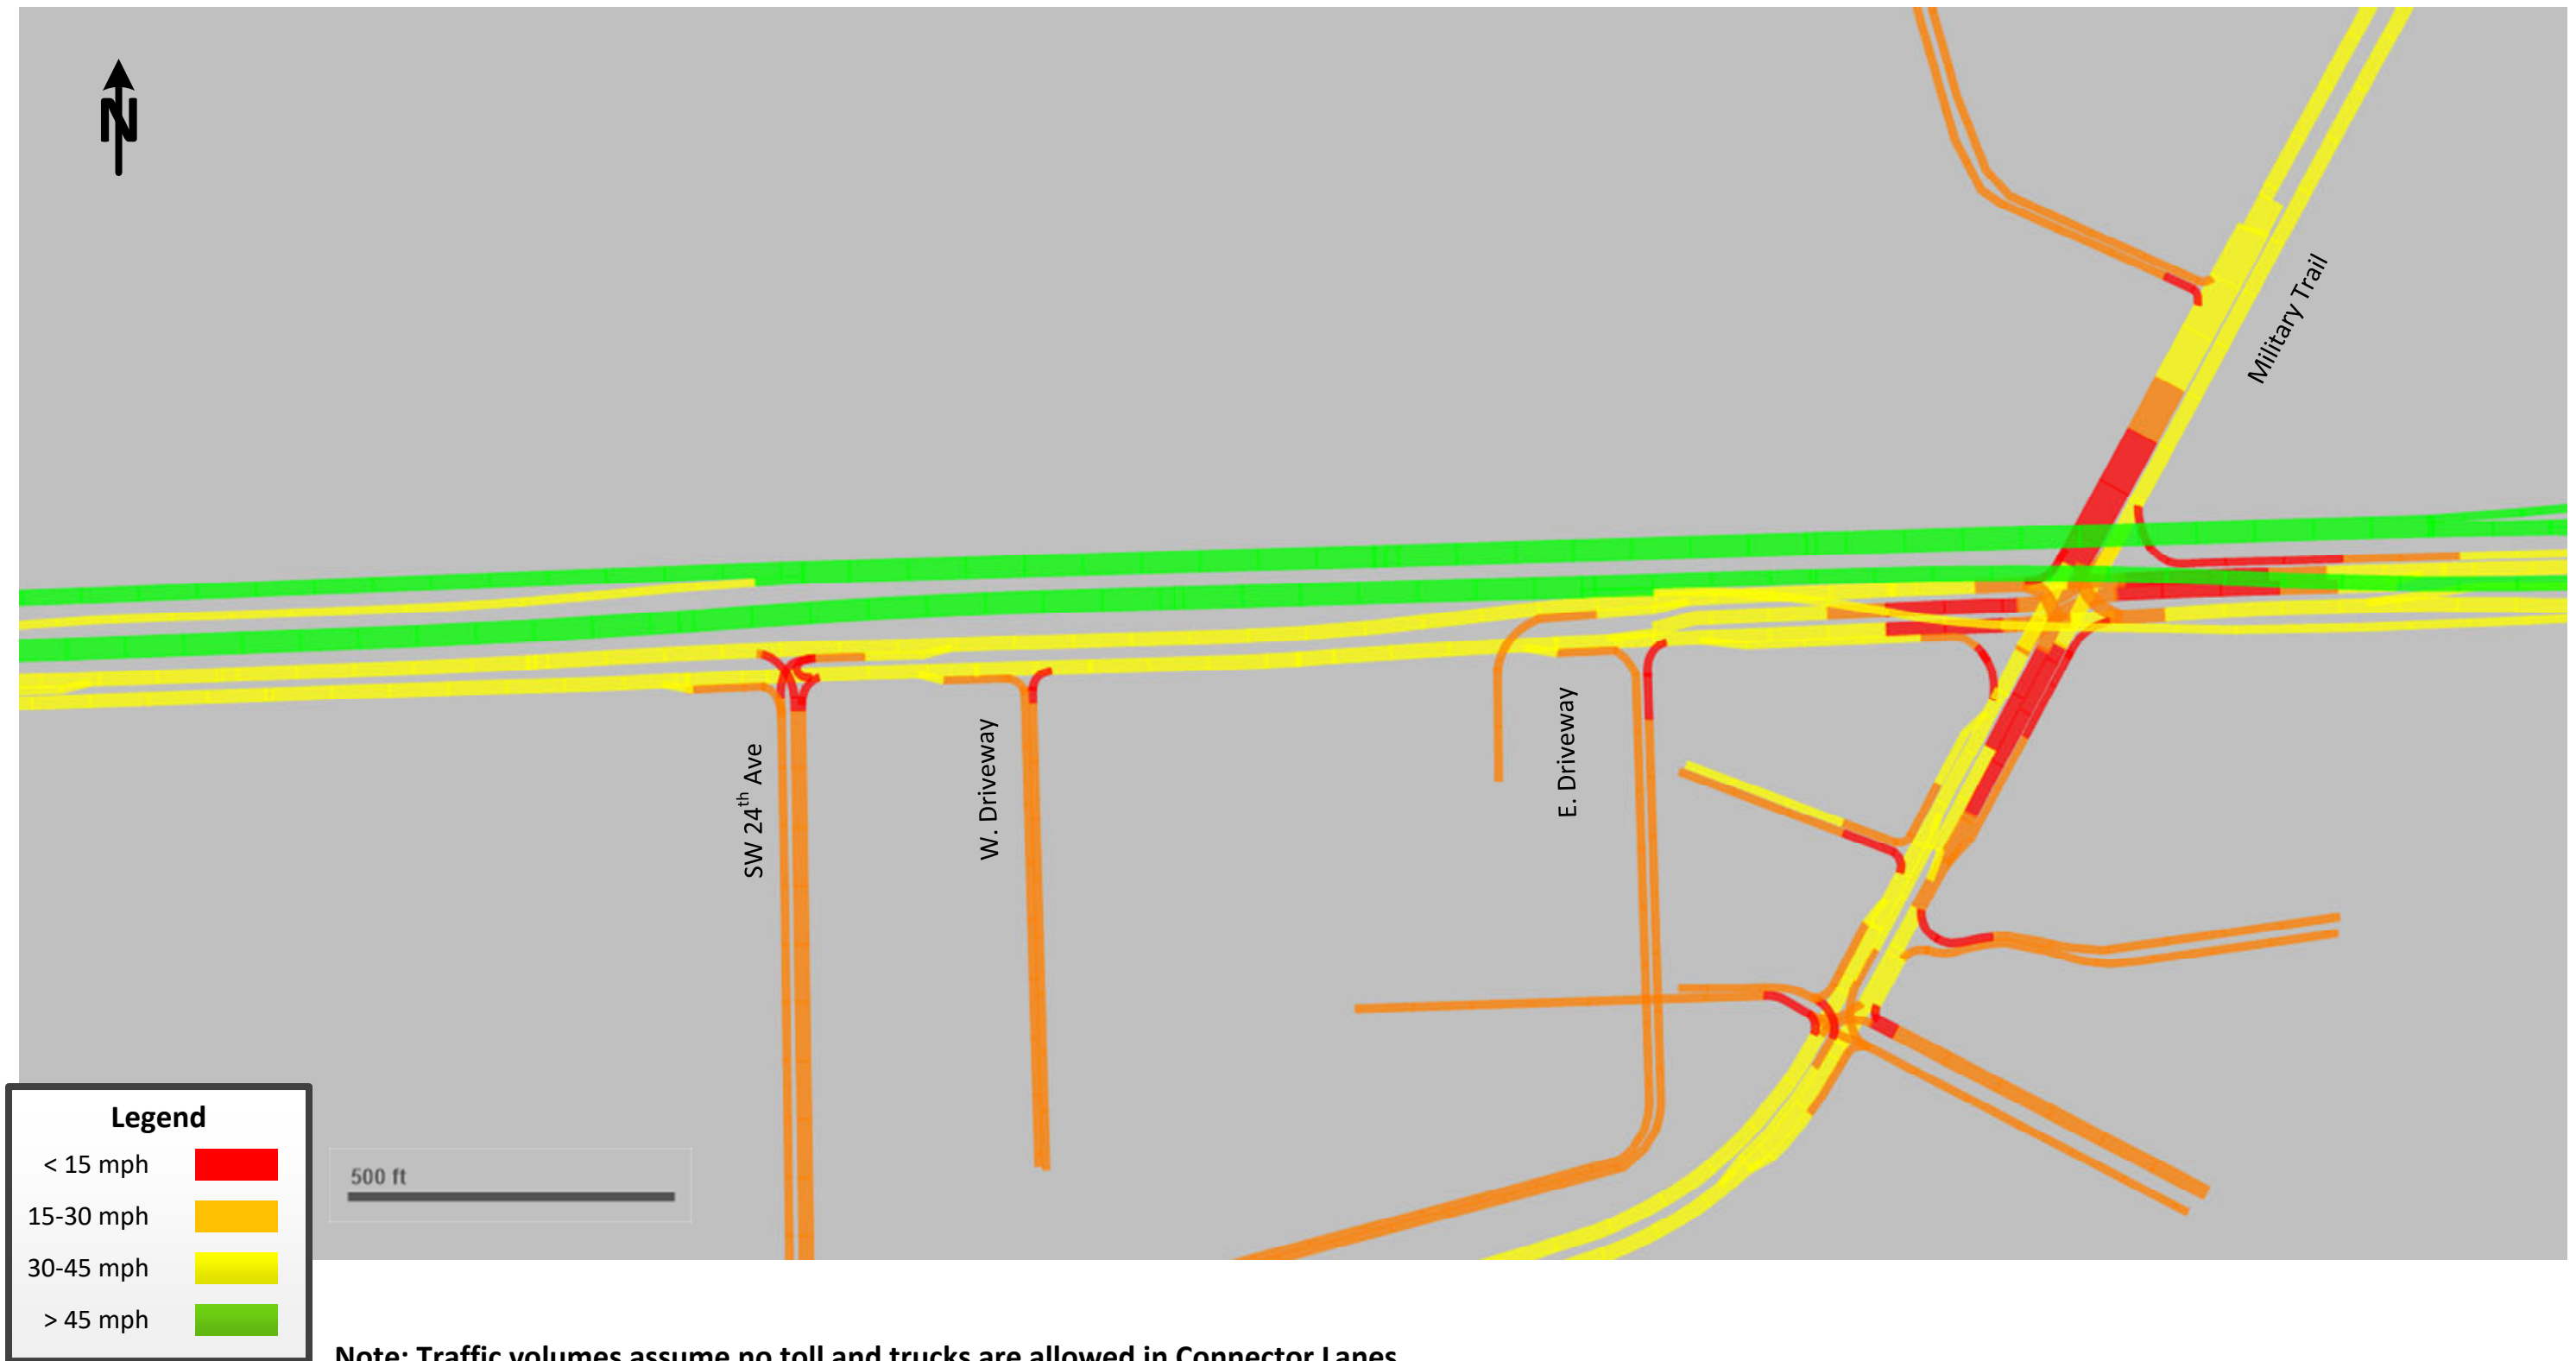 N
Military Trail
SW 24th Ave
W. Driveway
E. Driveway
Legend
< 15 mph
15-30 mph
30-45 mph
> 45 mph
500 ft
Note: Traffic volumes assume no toll and trucks are allowed in Connector Lanes